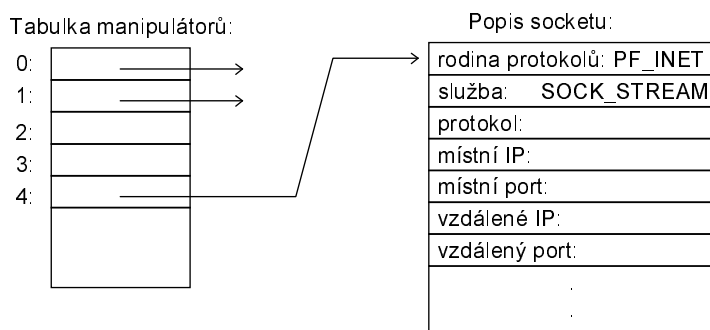 Tabulka manipulátorů:
0:
1:
2:
3:
4:
Popis socketu:
rodina protokolů: PF_INET
služba: SOCK_STREAM
protokol:
místní IP:
místní port:
vzdálené IP:
vzdálený port:
.
.